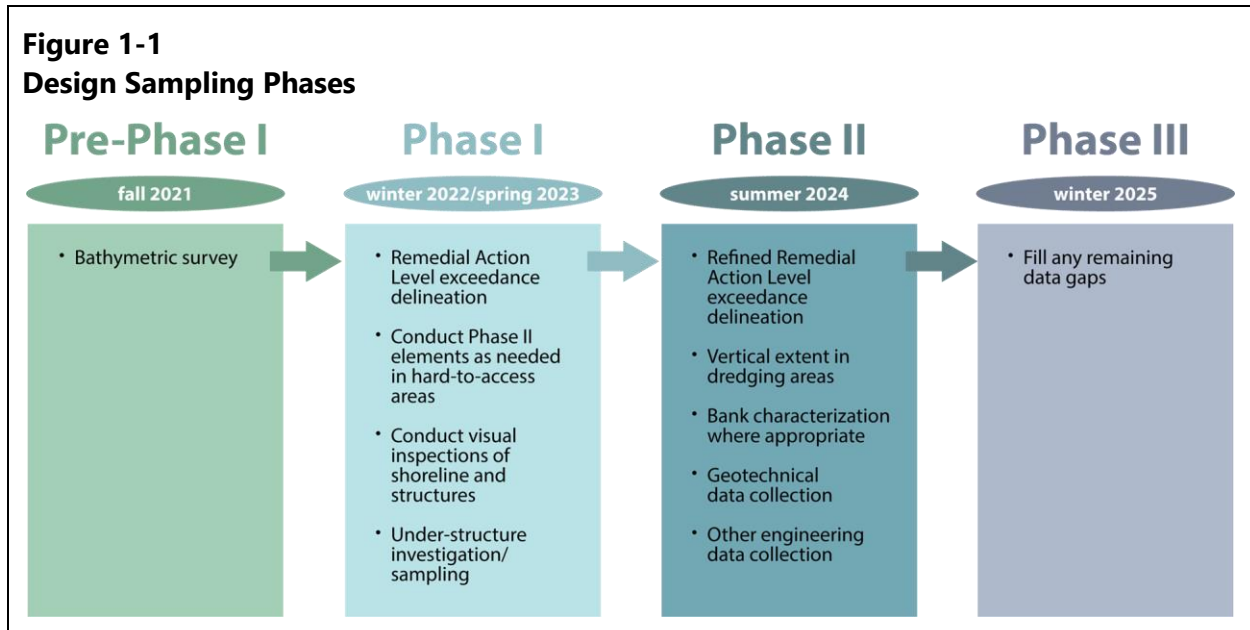 Figure 1-1
Design Sampling Phases
Pre-Phase I
fall 2021
• Bathymetric survey
Phase I
winter 2022/spring 2023
• Remedial Action
Level exceedance
delineation
• Conduct Phase II
elements as needed
in hard-to-access
areas
• Conduct visual
inspections of
shoreline and
structures
• Under-structure
investigation/
sampling
Phase II
summer 2024
• Refined Remedial
Action Level
exceedance
delineation
• Vertical extent in
dredging areas
• Bank characterization
where appropriate
• Geotechnical
data collection
• Other engineering
data collection
Phase III
winter 2025
• Fill any remaining
data gaps